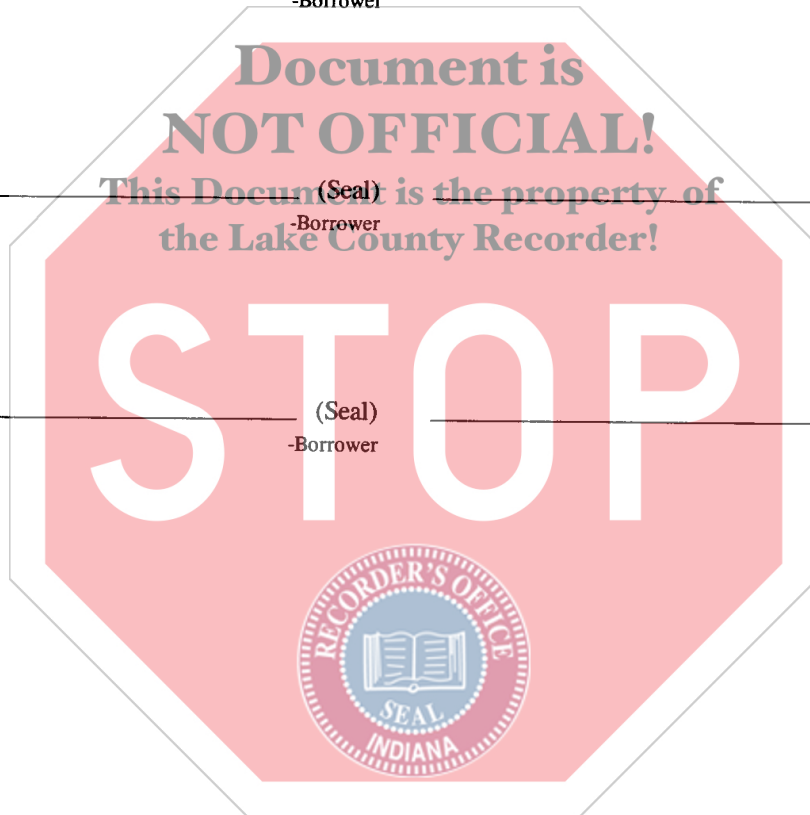 -Borrower
Document is
NOT OFFICIAL!
This Document is the property of
the Lake County Recorder!
(Seal)
-Borrower
STOP
(Seal)
-Borrower
RECORDER'S OFFICE
SEAL
INDIANA